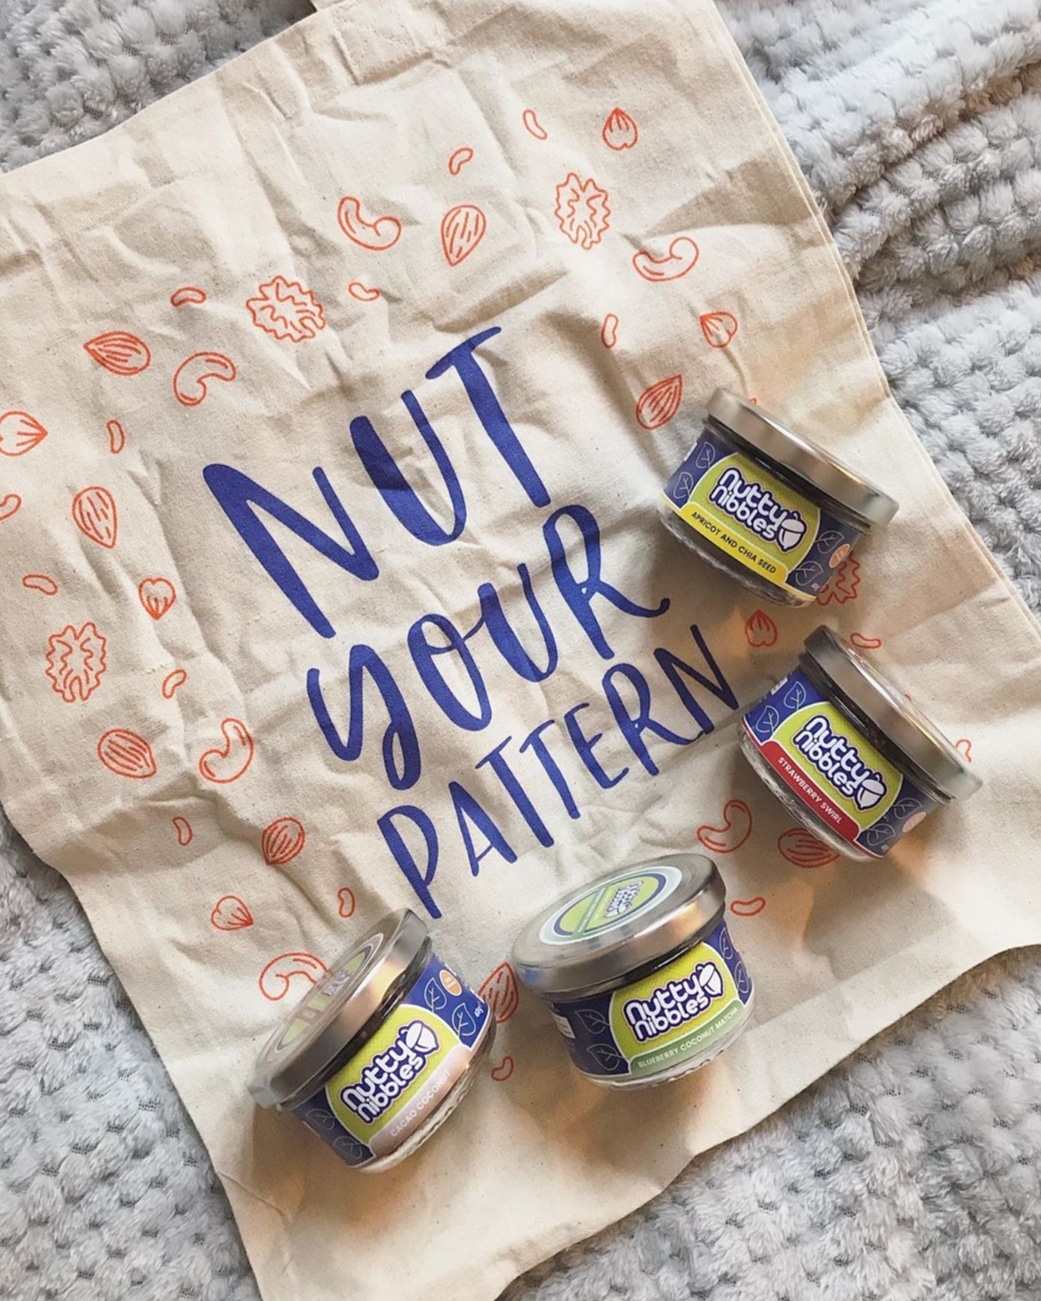 NUT
YOUR
PATTERN
nutty
nibbles
APRICOT AND CHIA SEED
nutty
nibbles
STRAWBERRY SWIRL
nutty
nibbles
BLUEBERRY COCONUT MATCHA
nutty
nibbles
CACAO COCONUT